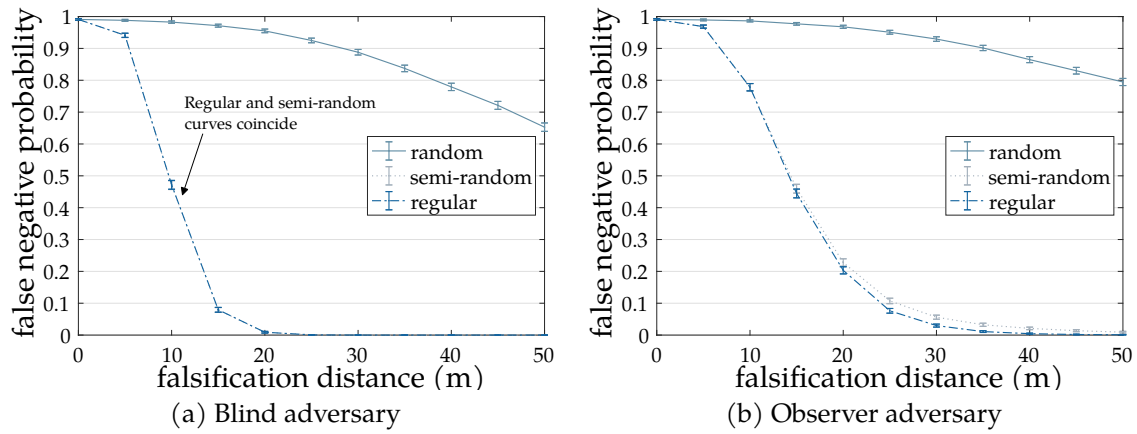 false negative probability
1
0.9
0.8
0.7
0.6
0.5
0.4
0.3
0.2
0.1
0
Regular and semi-random
curves coincide
random
semi-random
regular
0 10 20 30 40 50
falsification distance (m)
(a) Blind adversary
false negative probability
1
0.9
0.8
0.7
0.6
0.5
0.4
0.3
0.2
0.1
0
random
semi-random
regular
0 10 20 30 40 50
falsification distance (m)
(b) Observer adversary